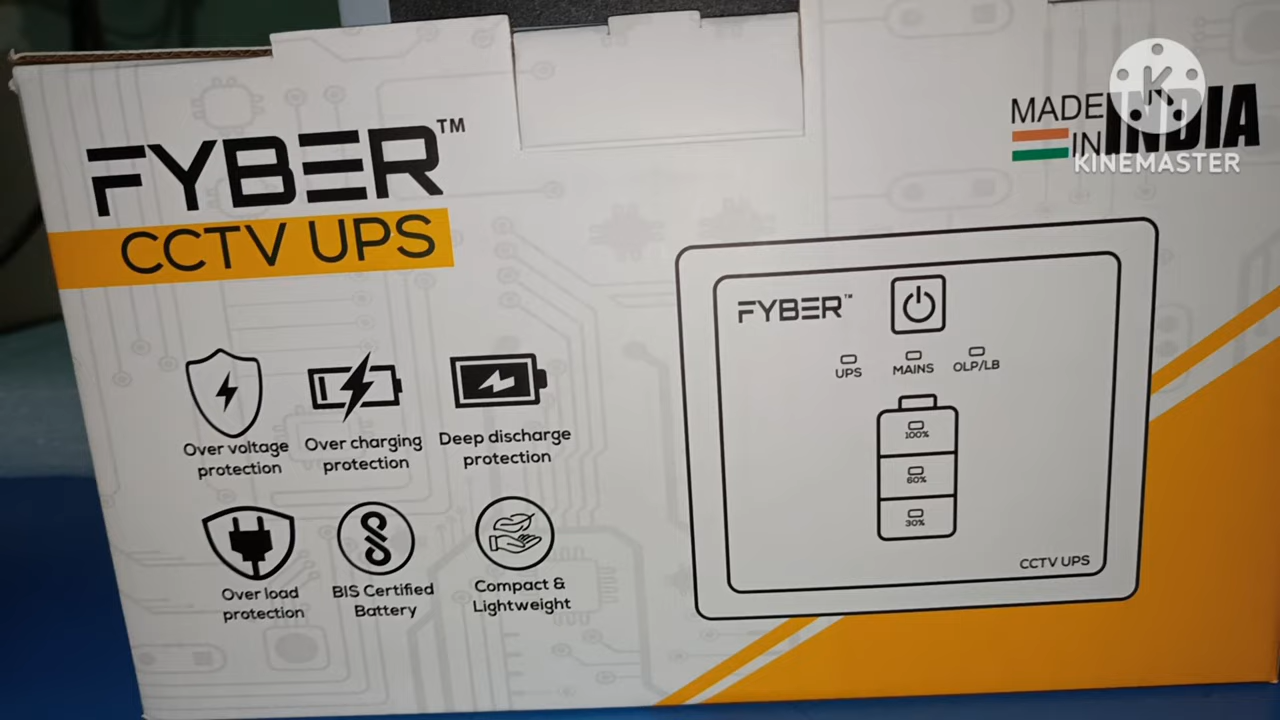 FYBER™
CCTV UPS
MADE
IN INDIA
KINEMASTER
Over voltage
protection
Over charging
protection
Deep discharge
protection
Over load
protection
BIS Certified
Battery
Compact &
Lightweight
FYBER™
UPS
MAINS
OLP/LB
100%
60%
30%
CCTV UPS